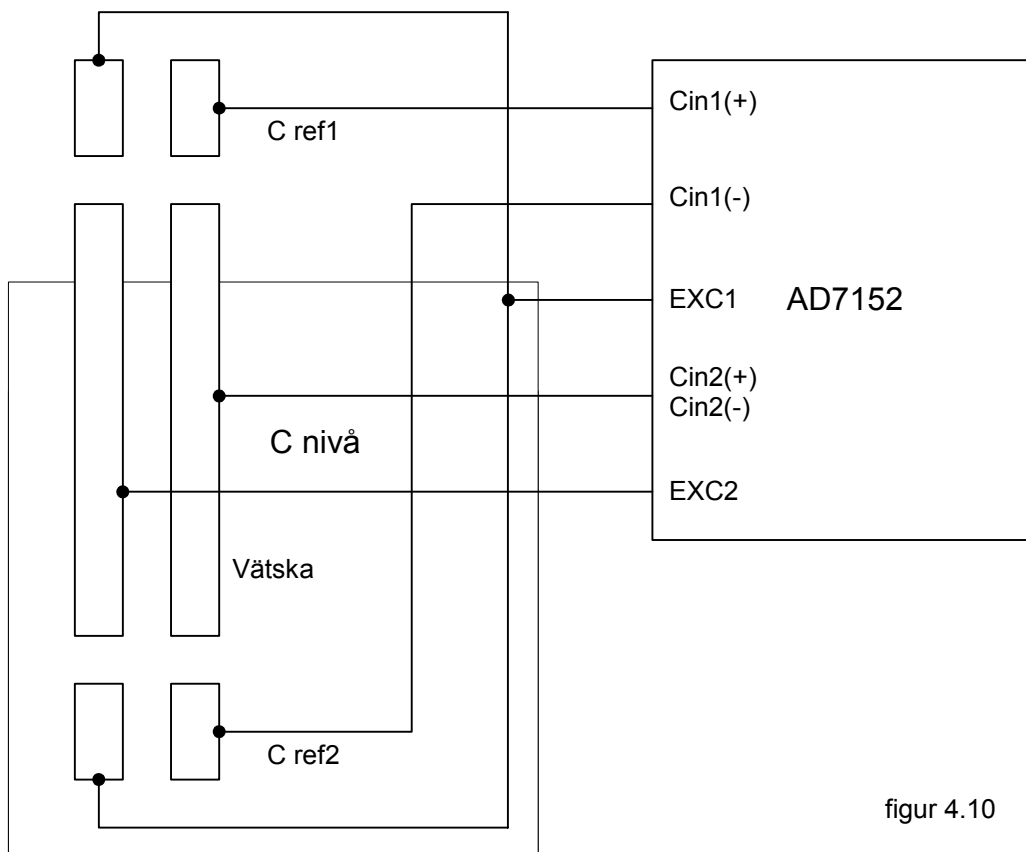 Cin1(+)
C ref1
Cin1(-)
EXC1
AD7152
Cin2(+)
Cin2(-)
C nivå
EXC2
Vätska
C ref2
figur 4.10